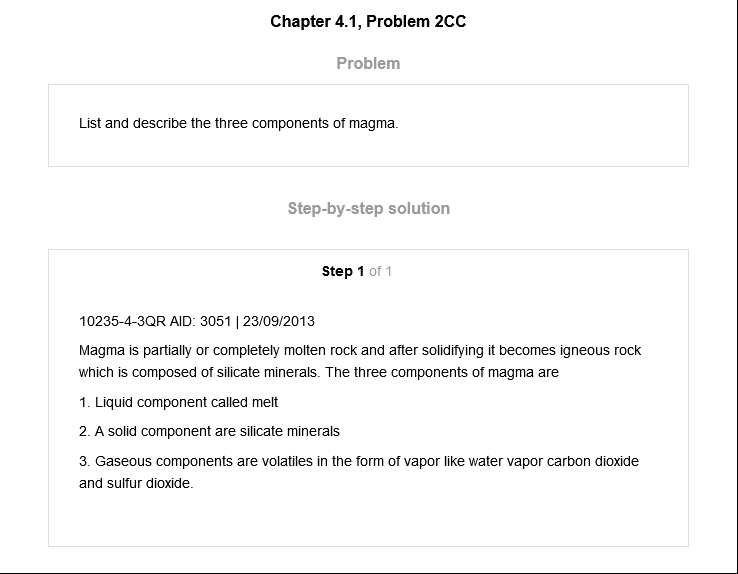 Chapter 4.1, Problem 2CC
Problem
List and describe the three components of magma.
Step-by-step solution
Step 1 of 1
10235-4-3QR AID: 3051 | 23/09/2013
Magma is partially or completely molten rock and after solidifying it becomes igneous rock
which is composed of silicate minerals. The three components of magma are
1. Liquid component called melt
2. A solid component are silicate minerals
3. Gaseous components are volatiles in the form of vapor like water vapor carbon dioxide
and sulfur dioxide.